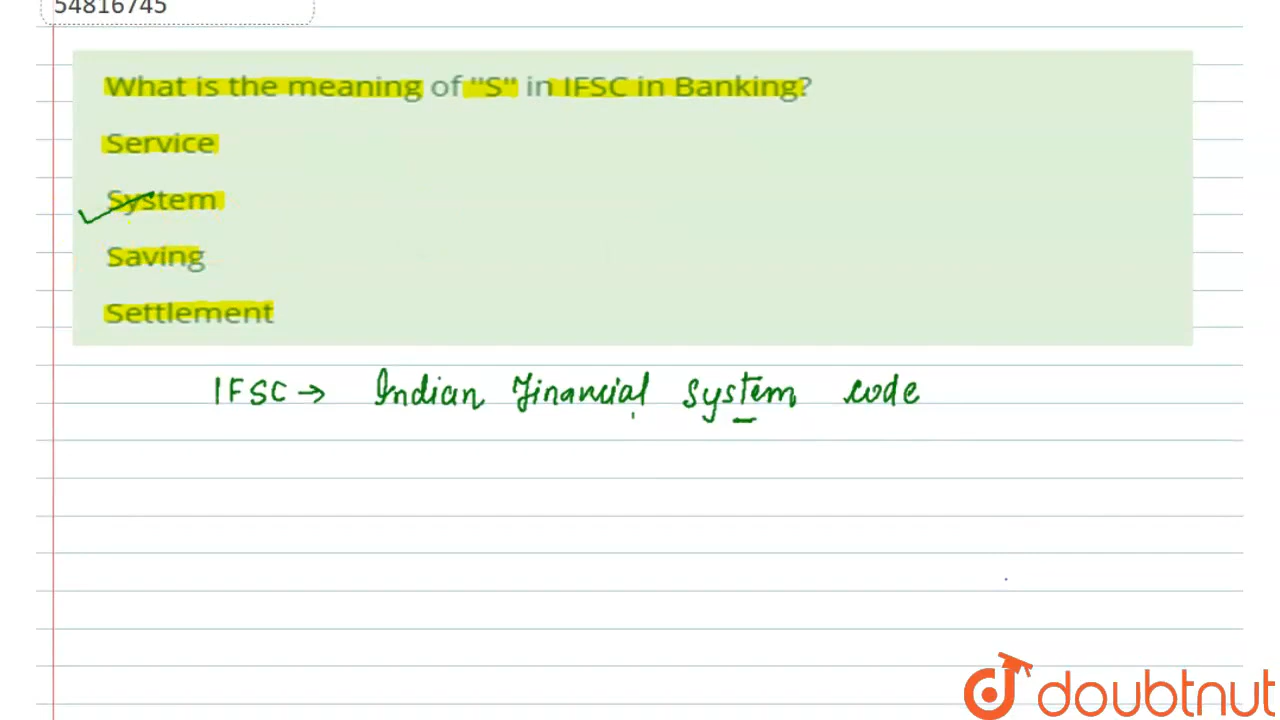 54816745
What is the meaning of "S" in IFSC in Banking?
Service
System
Saving
Settlement
IFSC → Indian Financial System code
doubtnut